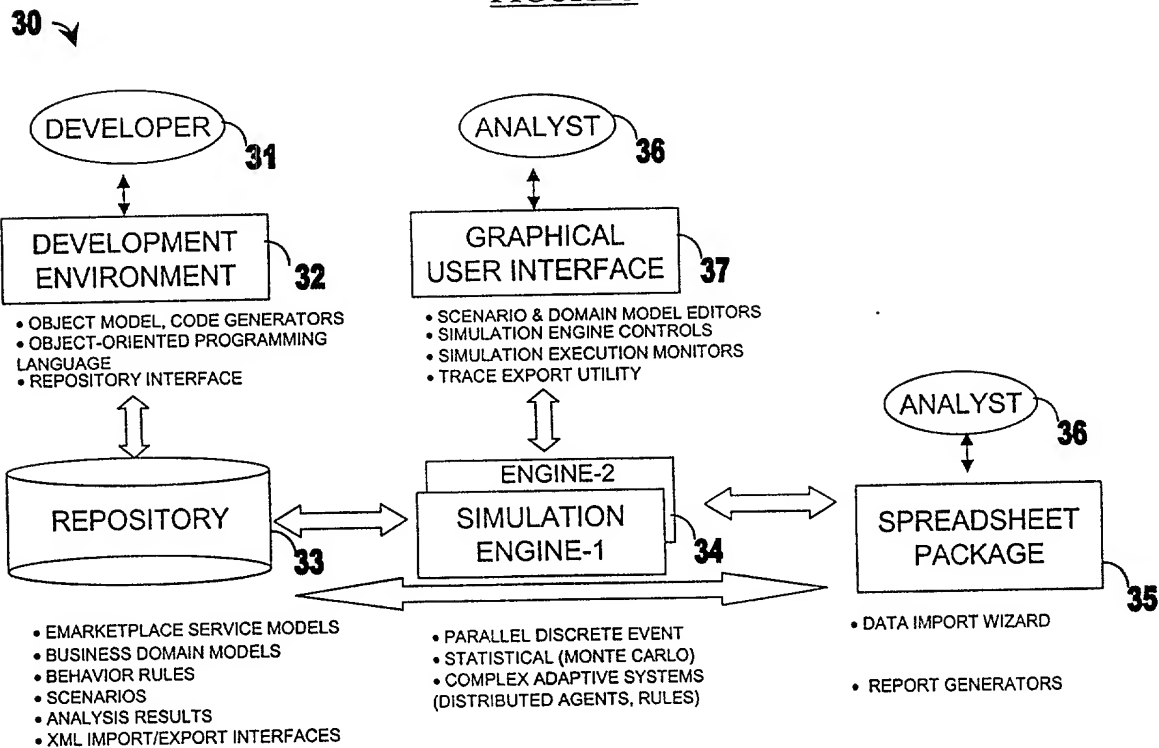 30
DEVELOPER
31
ANALYST
36
DEVELOPMENT
ENVIRONMENT
32
GRAPHICAL
USER INTERFACE
37
• OBJECT MODEL, CODE GENERATORS
• OBJECT-ORIENTED PROGRAMMING
LANGUAGE
• REPOSITORY INTERFACE
• SCENARIO & DOMAIN MODEL EDITORS
• SIMULATION ENGINE CONTROLS
• SIMULATION EXECUTION MONITORS
• TRACE EXPORT UTILITY
ANALYST
36
REPOSITORY
33
ENGINE-2
SIMULATION
ENGINE-1
34
SPREADSHEET
PACKAGE
35
• EMARKETPLACE SERVICE MODELS
• BUSINESS DOMAIN MODELS
• BEHAVIOR RULES
• SCENARIOS
• ANALYSIS RESULTS
• XML IMPORT/EXPORT INTERFACES
• PARALLEL DISCRETE EVENT
• STATISTICAL (MONTE CARLO)
• COMPLEX ADAPTIVE SYSTEMS
(DISTRIBUTED AGENTS, RULES)
• DATA IMPORT WIZARD
• REPORT GENERATORS